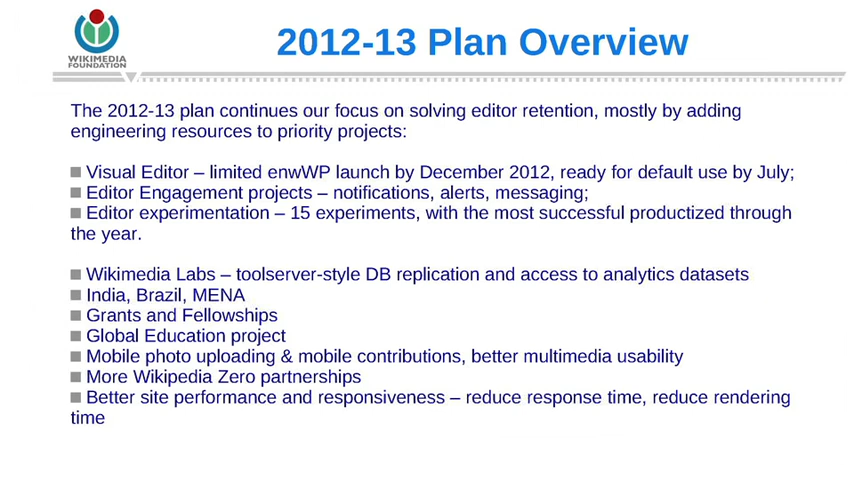 WIKIMEDIA
FOUNDATION
2012-13 Plan Overview
The 2012-13 plan continues our focus on solving editor retention, mostly by adding
engineering resources to priority projects:
Visual Editor – limited enwWP launch by December 2012, ready for default use by July;
Editor Engagement projects – notifications, alerts, messaging;
Editor experimentation – 15 experiments, with the most successful productized through
the year.
Wikimedia Labs – toolserver-style DB replication and access to analytics datasets
India, Brazil, MENA
Grants and Fellowships
Global Education project
Mobile photo uploading & mobile contributions, better multimedia usability
More Wikipedia Zero partnerships
Better site performance and responsiveness – reduce response time, reduce rendering
time